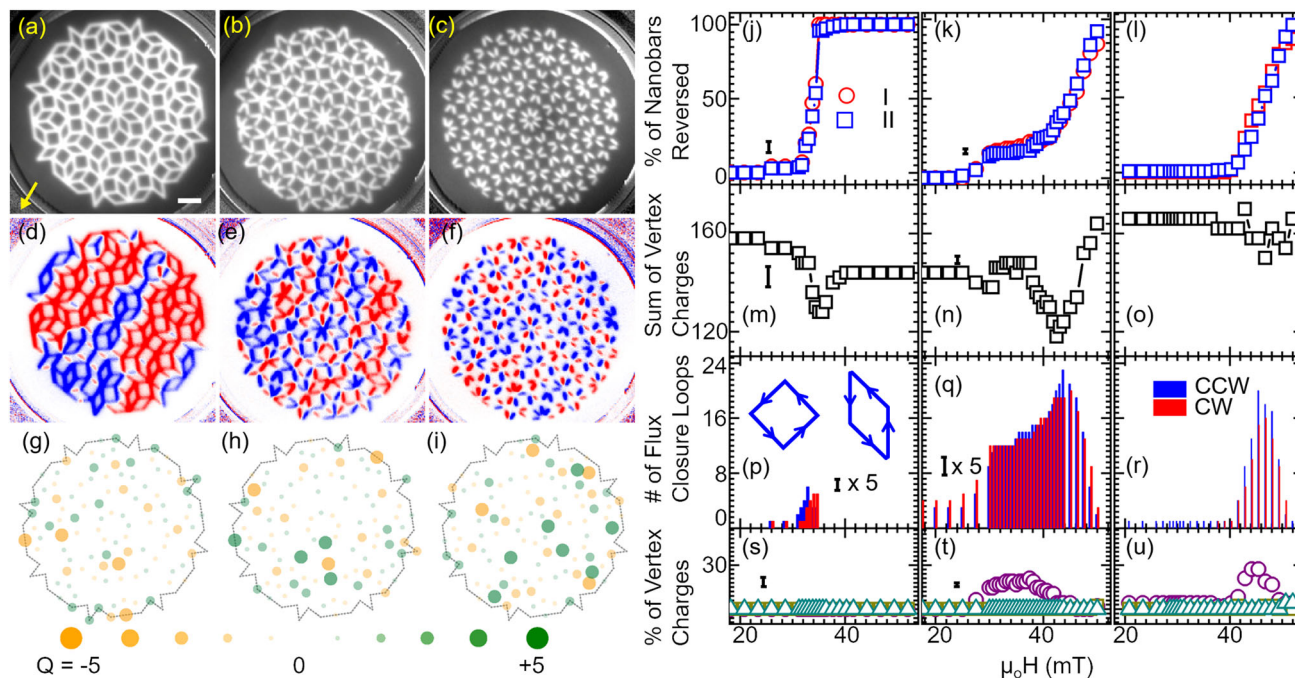 (a) (b) (c)
(d) (e) (f)
(g) (h) (i)
Q = -5 0 +5
% of Nanobars
Reversed
100
50
0
(j) (k) (l)
I
II
Sum of Vertex
Charges
160
120
(m) (n) (o)
# of Flux
Closure Loops
24
16
8
0
(p) (q) (r)
x 5
x 5
CCW
CW
% of Vertex
Charges
30
(s) (t) (u)
20 40 20 40 20 40
μₒH (mT)